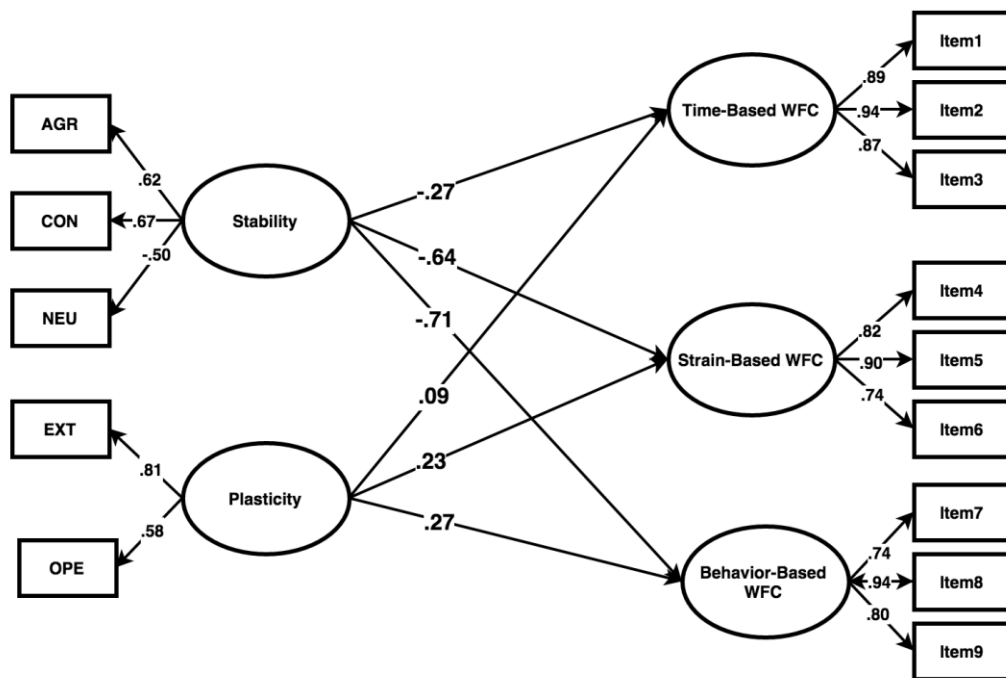 Item1
.89
Time-Based WFC
.94
Item2
.87
Item3
AGR
.62
CON
.67
Stability
-.50
NEU
-.27
-.64
-.71
Item4
.82
Strain-Based WFC
.90
Item5
.74
Item6
EXT
.81
Plasticity
.58
OPE
.09
.23
.27
Item7
.74
Behavior-Based
WFC
.94
Item8
.80
Item9